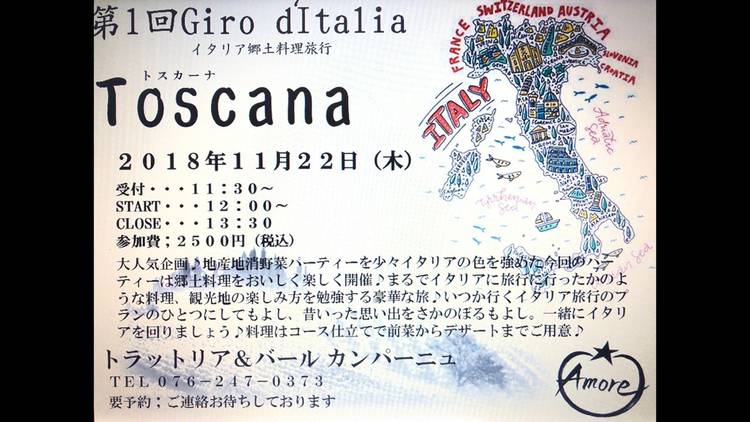 第1回Giro dItalia
イタリア郷土料理旅行
トスカーナ
Toscana
2018年11月22日（木）
受付・・・11:30～
START・・・12:00～
CLOSE・・・13:30
参加費；2500円（税込）
大人気企画♪地産地消野菜パーティーを少々イタリアの色を強めた今回のパー
ティーは郷土料理をおいしく楽しく開催♪まるでイタリアに旅行に行ったかのよ
うな料理、観光地の楽しみ方を勉強する豪華な旅♪いつか行くイタリア旅行のプ
ランのひとつにしてもよし、昔いった思い出をさかのぼるもよし。一緒にイタリ
アを回りましょう♪料理はコース仕立てで前菜からデザートまでご用意♪
トラットリア＆バール カンパーニュ
TEL 076-247-0373
要予約；ご連絡お待ちしております
FRANCE SWITZERLAND AUSTRIA
SLOVENIA
CROATIA
ITALY
Adriatic
Sea
Tyrrhenian
Sea
Sea
Amore